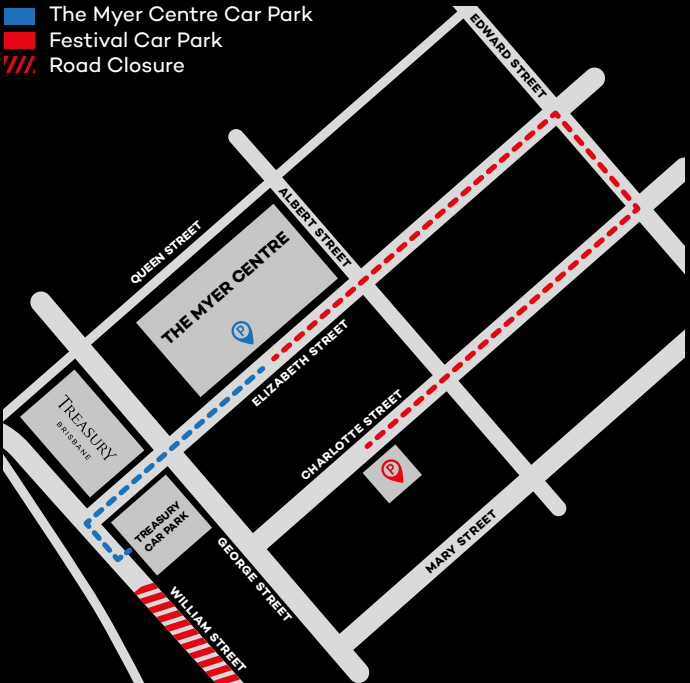 The Myer Centre Car Park
Festival Car Park
Road Closure
EDWARD STREET
ALBERT STREET
QUEEN STREET
THE MYER CENTRE
P
ELIZABETH STREET
TREASURY
BRISBANE
CHARLOTTE STREET
P
TREASURY
CAR PARK
GEORGE STREET
MARY STREET
WILLIAM STREET